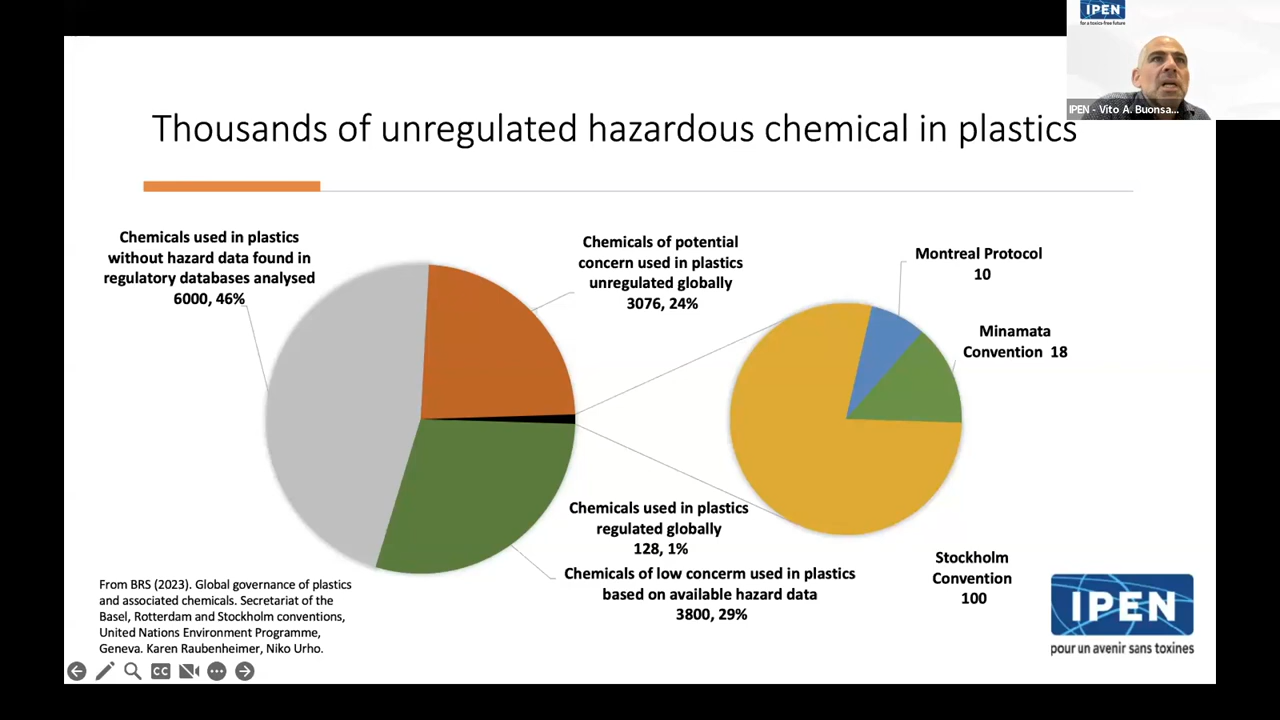 IPEN
for a toxics-free future
IPEN - Vito A. Buonsa...
Thousands of unregulated hazardous chemical in plastics
Chemicals used in plastics
without hazard data found in
regulatory databases analysed
6000, 46%
Chemicals of potential
concern used in plastics
unregulated globally
3076, 24%
Montreal Protocol
10
Minamata
Convention 18
Chemicals used in plastics
regulated globally
128, 1%
Chemicals of low concern used in plastics
based on available hazard data
3800, 29%
Stockholm
Convention
100
From BRS (2023). Global governance of plastics
and associated chemicals. Secretariat of the
Basel, Rotterdam and Stockholm conventions,
United Nations Environment Programme,
Geneva. Karen Raubenheimer, Niko Urho.
IPEN
pour un avenir sans toxines
CC